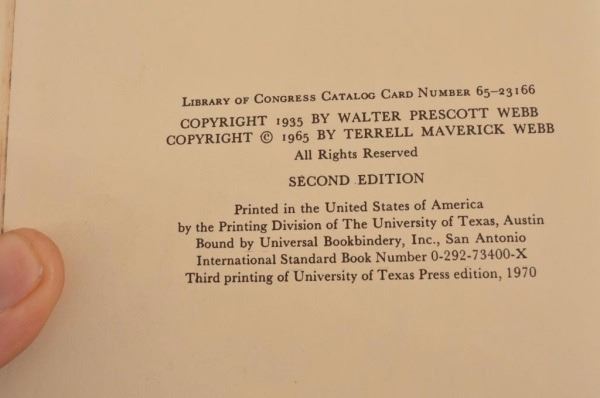 LIBRARY OF CONGRESS CATALOG CARD NUMBER 65–23166
COPYRIGHT 1935 BY WALTER PRESCOTT WEBB
COPYRIGHT © 1965 BY TERRELL MAVERICK WEBB
All Rights Reserved
SECOND EDITION
Printed in the United States of America
by the Printing Division of The University of Texas, Austin
Bound by Universal Bookbindery, Inc., San Antonio
International Standard Book Number 0-292-73400-X
Third printing of University of Texas Press edition, 1970